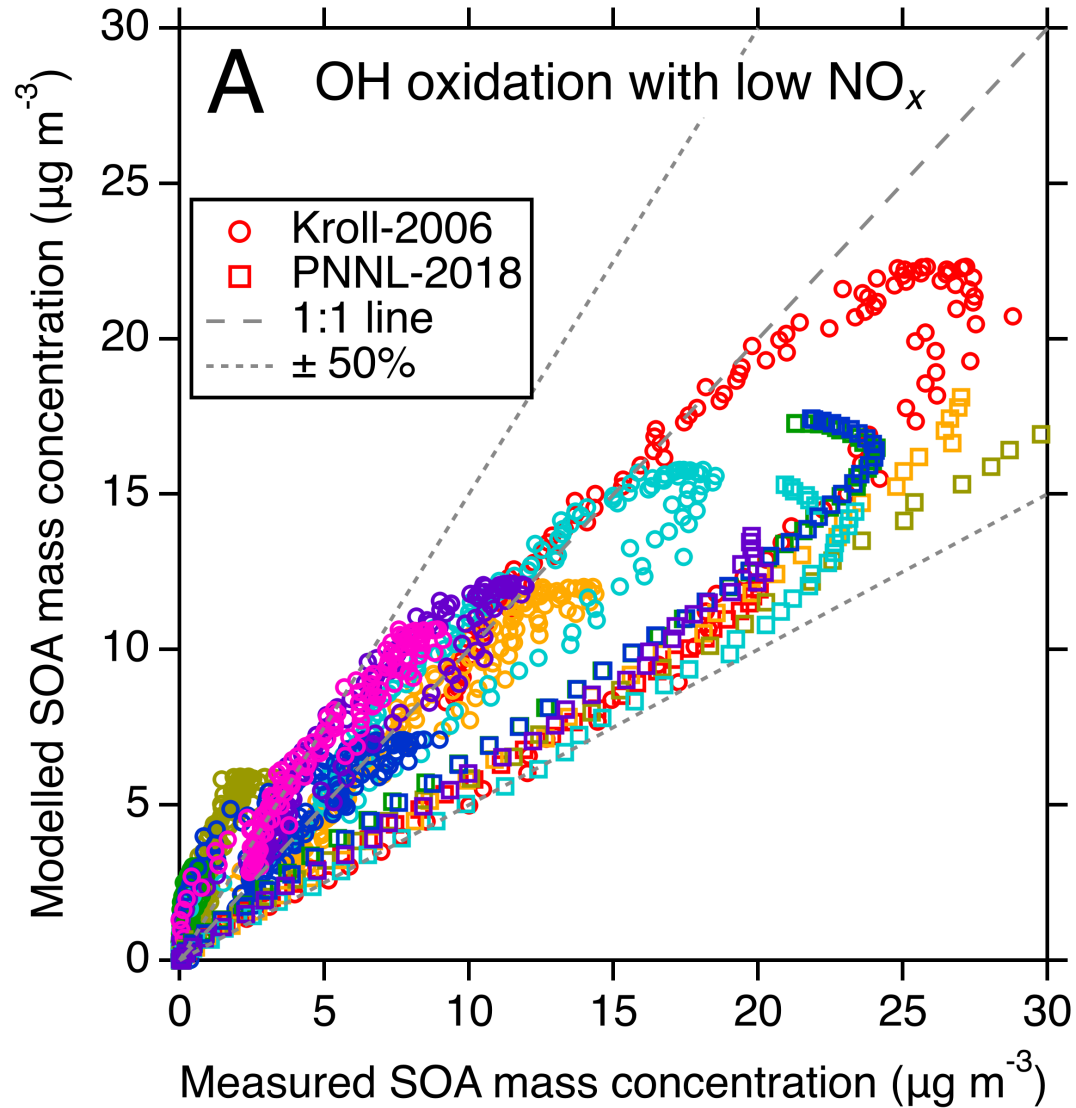 A OH oxidation with low NOx
Kroll-2006
PNNL-2018
1:1 line
± 50%
Modelled SOA mass concentration (µg m-3)
30
25
20
15
10
5
0
0 5 10 15 20 25 30
Measured SOA mass concentration (µg m-3)